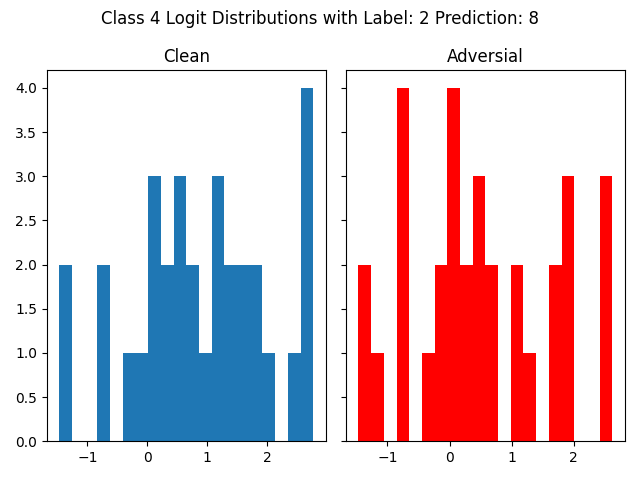 Class 4 Logit Distributions with Label: 2 Prediction: 8
Clean
Adversial
4.0
3.5
3.0
2.5
2.0
1.5
1.0
0.5
0.0
−1 0 1 2
−1 0 1 2